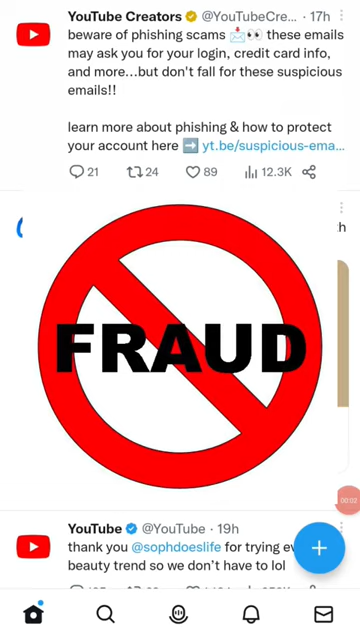 YouTube Creators @YouTubeCre... · 17h
beware of phishing scams 📩👀 these emails
may ask you for your login, credit card info,
and more...but don't fall for these suspicious
emails!!
learn more about phishing & how to protect
your account here ➡️ yt.be/suspicious-ema...
21 24 89 12.3K
h
FRAUD
00:02
YouTube @YouTube · 19h
thank you @sophdoeslife for trying ev
beauty trend so we don't have to lol